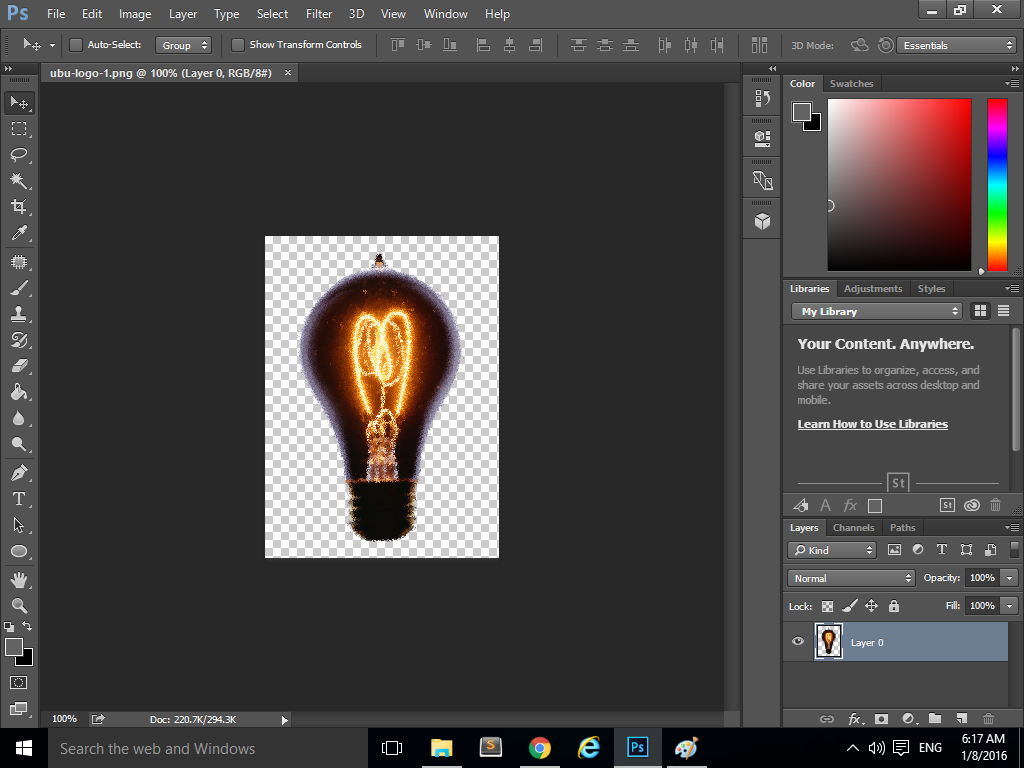 Ps File Edit Image Layer Type Select Filter 3D View Window Help
Auto-Select: Group Show Transform Controls 3D Mode: Essentials
ubu-logo-1.png @ 100% (Layer 0, RGB/8#) ×
Color Swatches
Libraries Adjustments Styles
My Library
Your Content. Anywhere.
Use Libraries to organize, access, and
share your assets across desktop and
mobile.
Learn How to Use Libraries
St
A fx St
Layers Channels Paths
Kind T
Normal Opacity: 100%
Lock: Fill: 100%
Layer 0
T
100% Doc: 220.7K/294.3K
fx
Search the web and Windows S Ps ENG 6:17 AM
1/8/2016